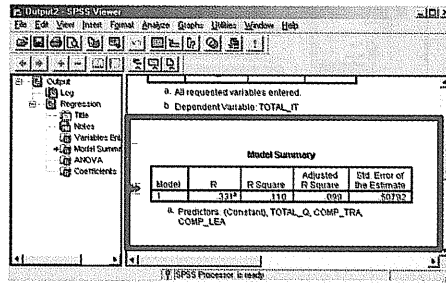 Output2 - SPSS Viewer
File Edit View Insert Format Analyze Graphs Utilities Window Help
Output
Log
Regression
Title
Notes
Variables Ent
Model Summ
ANOVA
Coefficients
a. All requested variables entered.
b. Dependent Variable: TOTAL_IT
Model Summary
Model R R Square Adjusted R Square Std. Error of the Estimate
1 .331a .110 .099 .50792
a. Predictors: (Constant), TOTAL_Q, COMP_TRA,
COMP_LEA
SPSS Processor is ready